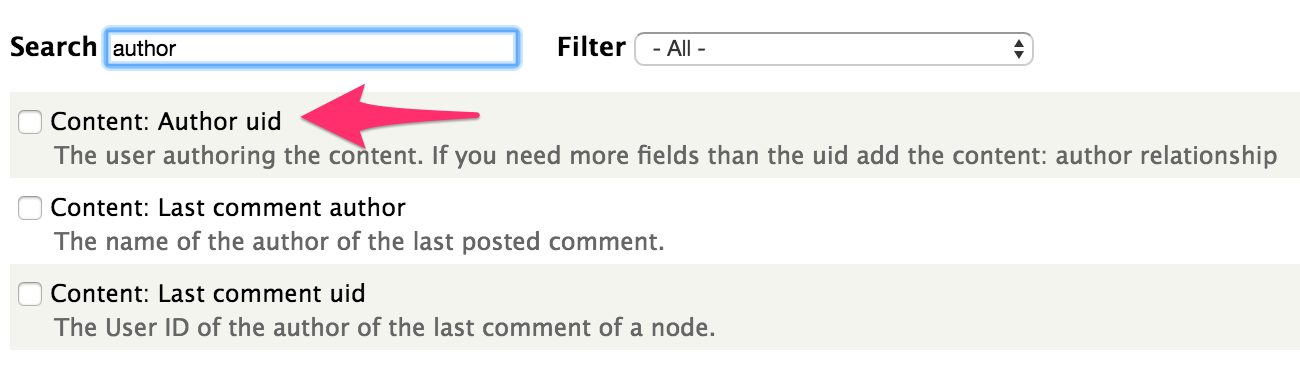 Search author Filter - All -
Content: Author uid
The user authoring the content. If you need more fields than the uid add the content: author relationship
Content: Last comment author
The name of the author of the last posted comment.
Content: Last comment uid
The User ID of the author of the last comment of a node.